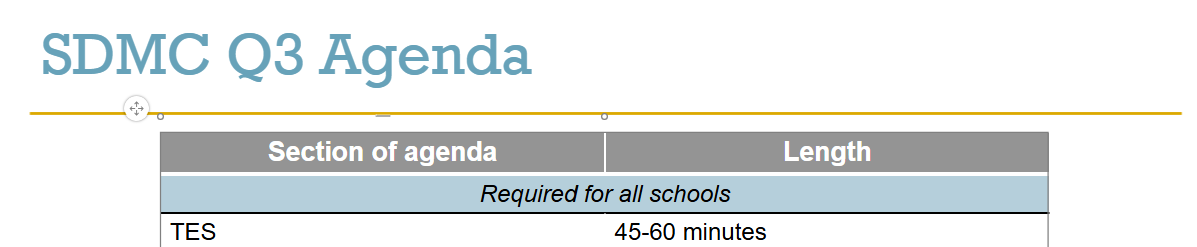 SDMC Q3 Agenda
Section of agenda Length
Required for all schools
TES 45-60 minutes